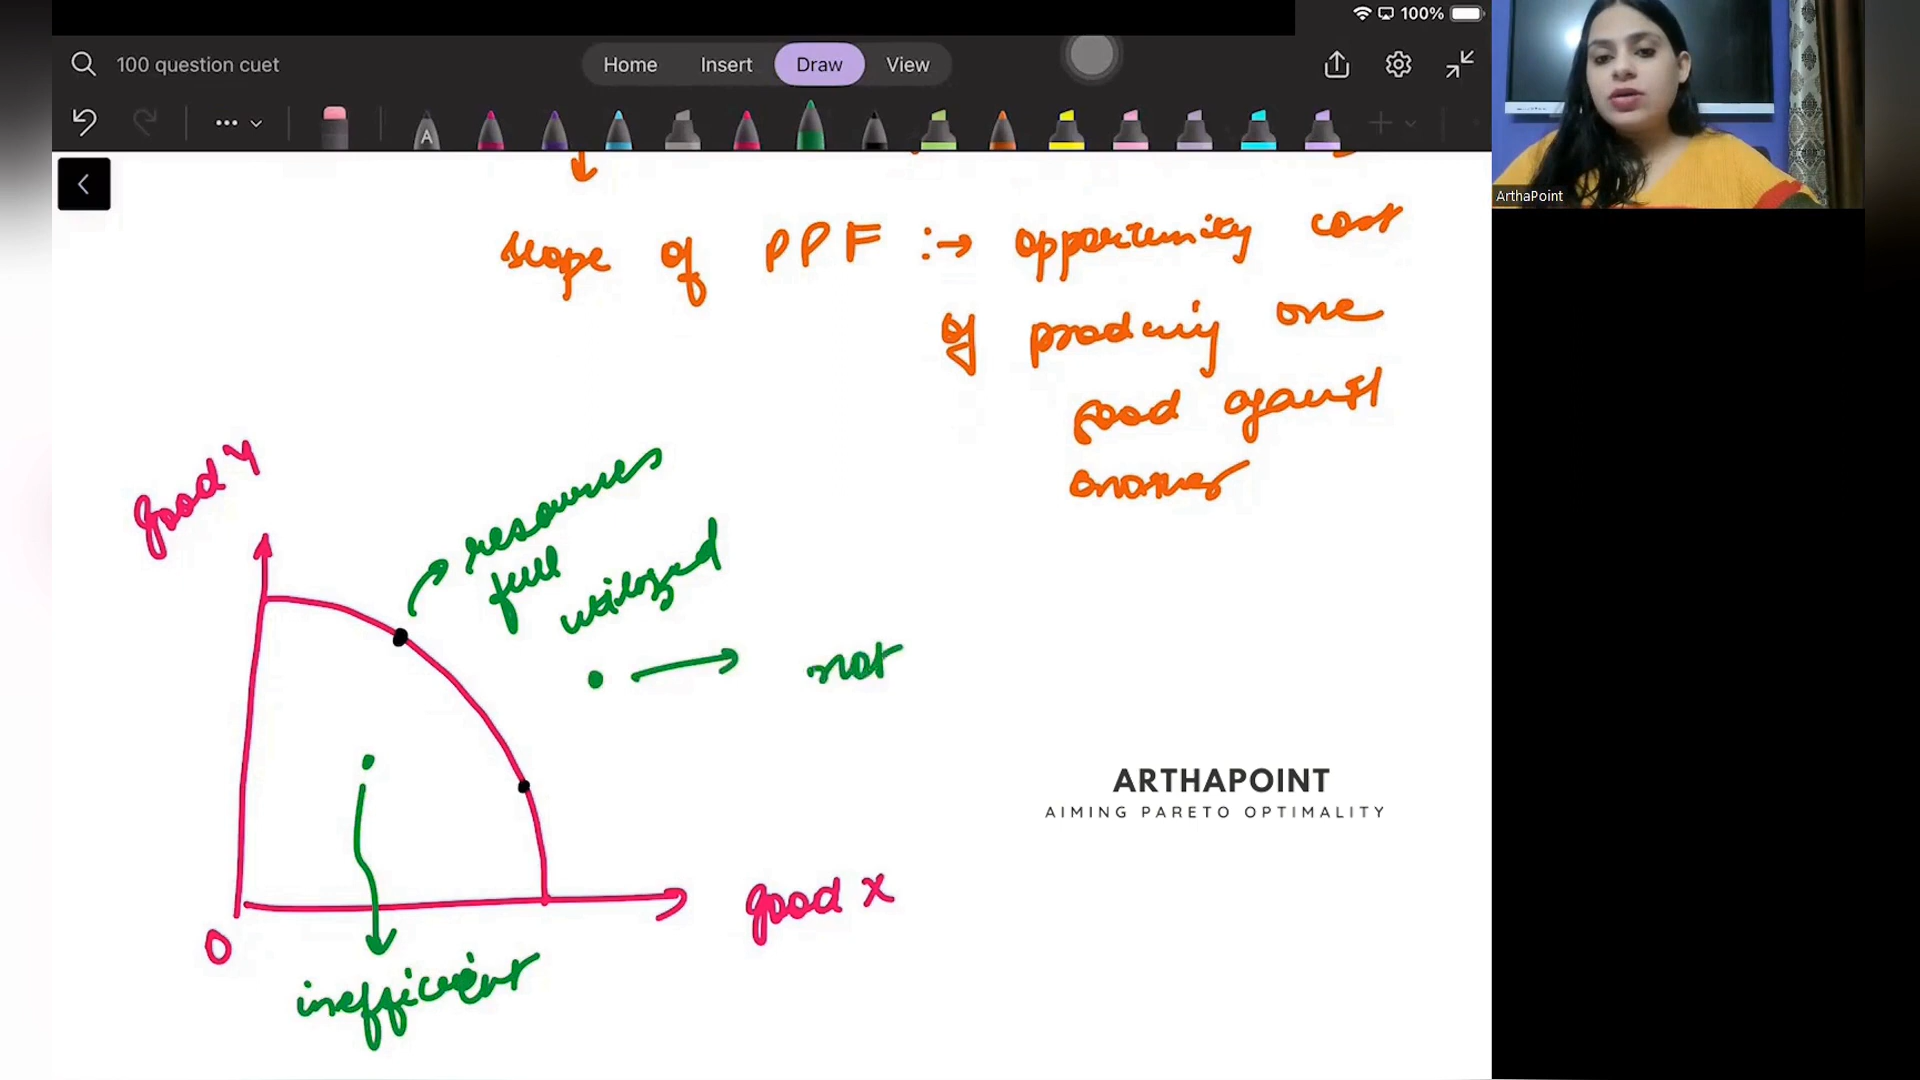 100%
100 question cuet
Home Insert Draw View
A
ArthaPoint
slope of PPF :→ opportunity cost
of producing one
good against
another
good Y
resources
full
utilized
not
ARTHAPOINT
AIMING PARETO OPTIMALITY
good X
O
inefficient